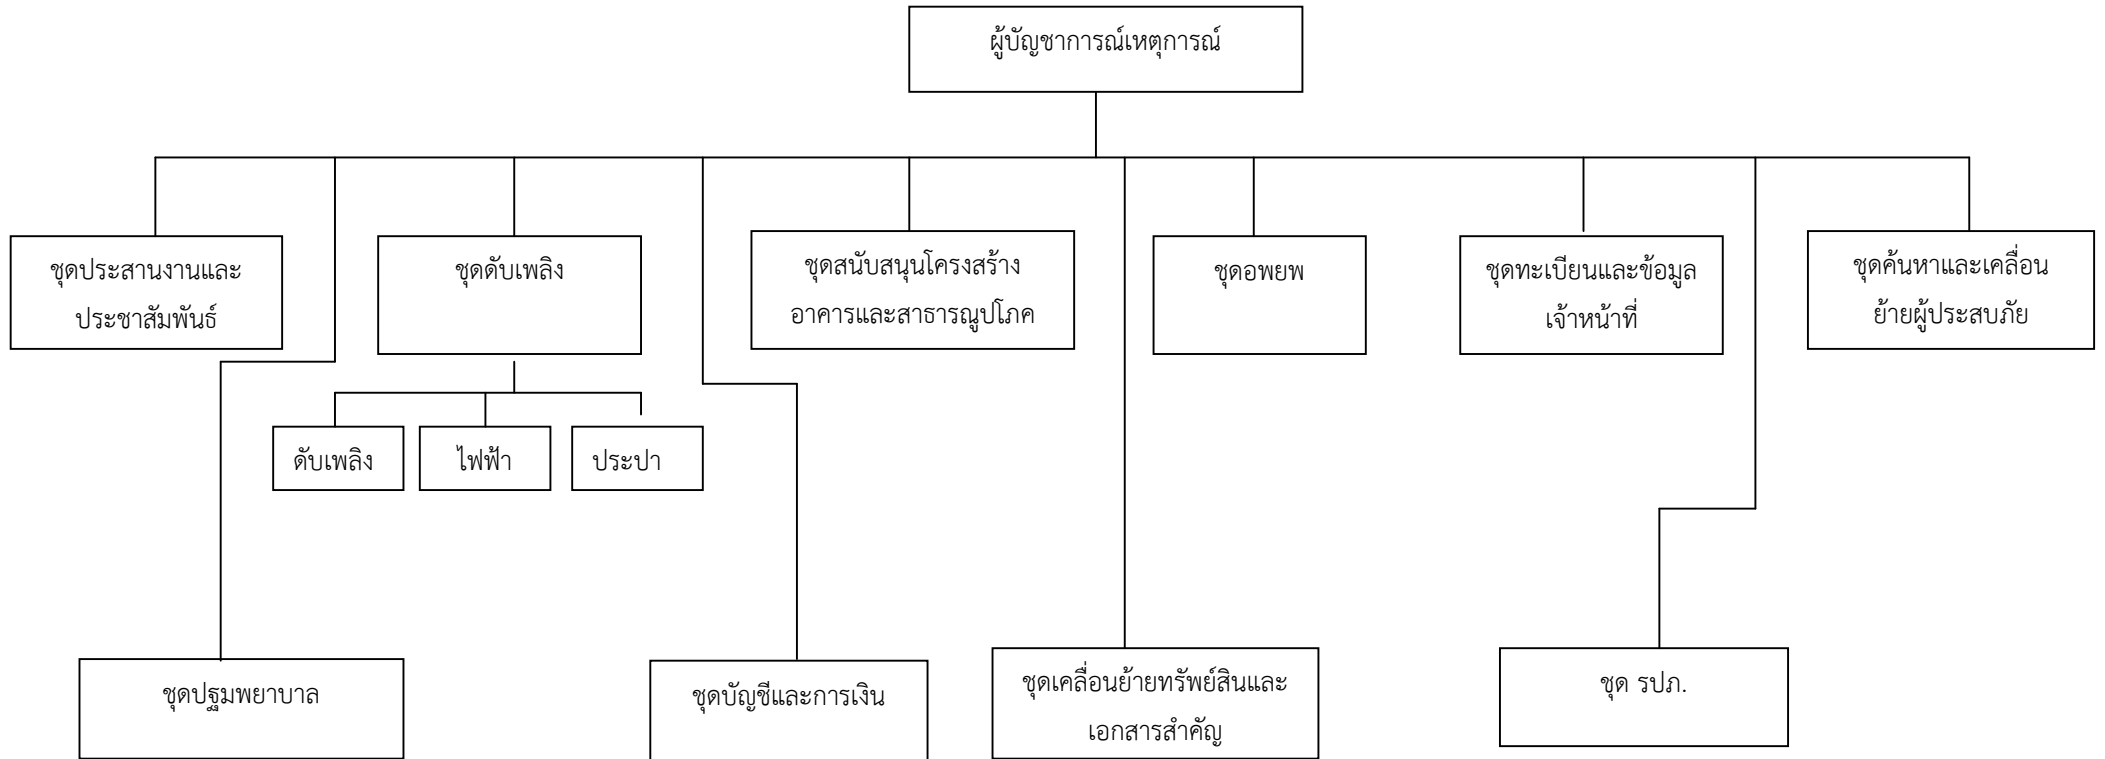 ผู้บัญชาการณ์เหตุการณ์
ชุดประสานงานและ
ประชาสัมพันธ์
ชุดดับเพลิง
ชุดสนับสนุนโครงสร้าง
อาคารและสาธารณูปโภค
ชุดอพยพ
ชุดทะเบียนและข้อมูล
เจ้าหน้าที่
ชุดค้นหาและเคลื่อน
ย้ายผู้ประสบภัย
ดับเพลิง
ไฟฟ้า
ประปา
ชุดปฐมพยาบาล
ชุดบัญชีและการเงิน
ชุดเคลื่อนย้ายทรัพย์สินและ
เอกสารสำคัญ
ชุด รปภ.